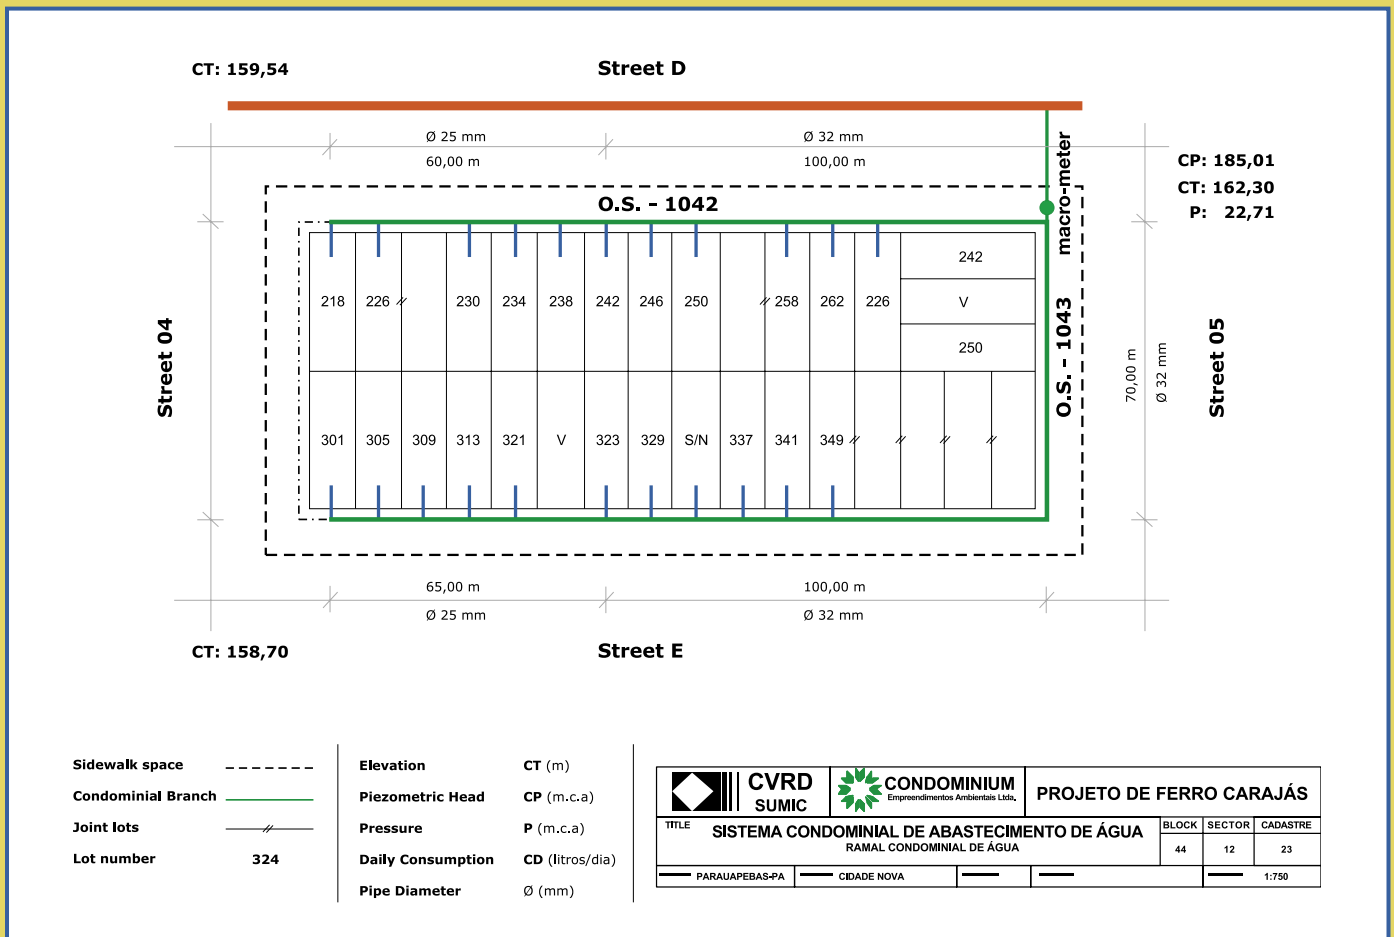 CT: 159,54
Street D
Ø 25 mm
Ø 32 mm
60,00 m
100,00 m
macro-meter
CP: 185,01
CT: 162,30
P: 22,71
O.S. - 1042
242
218
226
230
234
238
242
246
250
258
262
226
V
250
Street 04
O.S. - 1043
70,00 m
Ø 32 mm
Street 05
301
305
309
313
321
V
323
329
S/N
337
341
349
65,00 m
100,00 m
Ø 25 mm
Ø 32 mm
CT: 158,70
Street E
Sidewalk space
Condominial Branch
Joint lots
Lot number 324
Elevation CT (m)
Piezometric Head CP (m.c.a)
Pressure P (m.c.a)
Daily Consumption CD (litros/dia)
Pipe Diameter Ø (mm)
CVRD
SUMIC
CONDOMINIUM
Empreendimentos Ambientais Ltda.
PROJETO DE FERRO CARAJÁS
TITLE
SISTEMA CONDOMINIAL DE ABASTECIMENTO DE ÁGUA
RAMAL CONDOMINIAL DE ÁGUA
BLOCK SECTOR CADASTRE
44 12 23
PARAUAPEBAS-PA
CIDADE NOVA
1:750